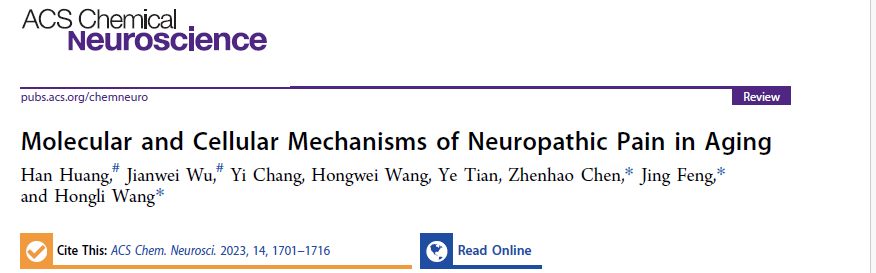 ACS Chemical
Neuroscience
pubs.acs.org/chemneuro
Review
Molecular and Cellular Mechanisms of Neuropathic Pain in Aging
Han Huang,# Jianwei Wu,# Yi Chang, Hongwei Wang, Ye Tian, Zhenhao Chen,* Jing Feng,*
and Hongli Wang*
Cite This: ACS Chem. Neurosci. 2023, 14, 1701–1716
Read Online